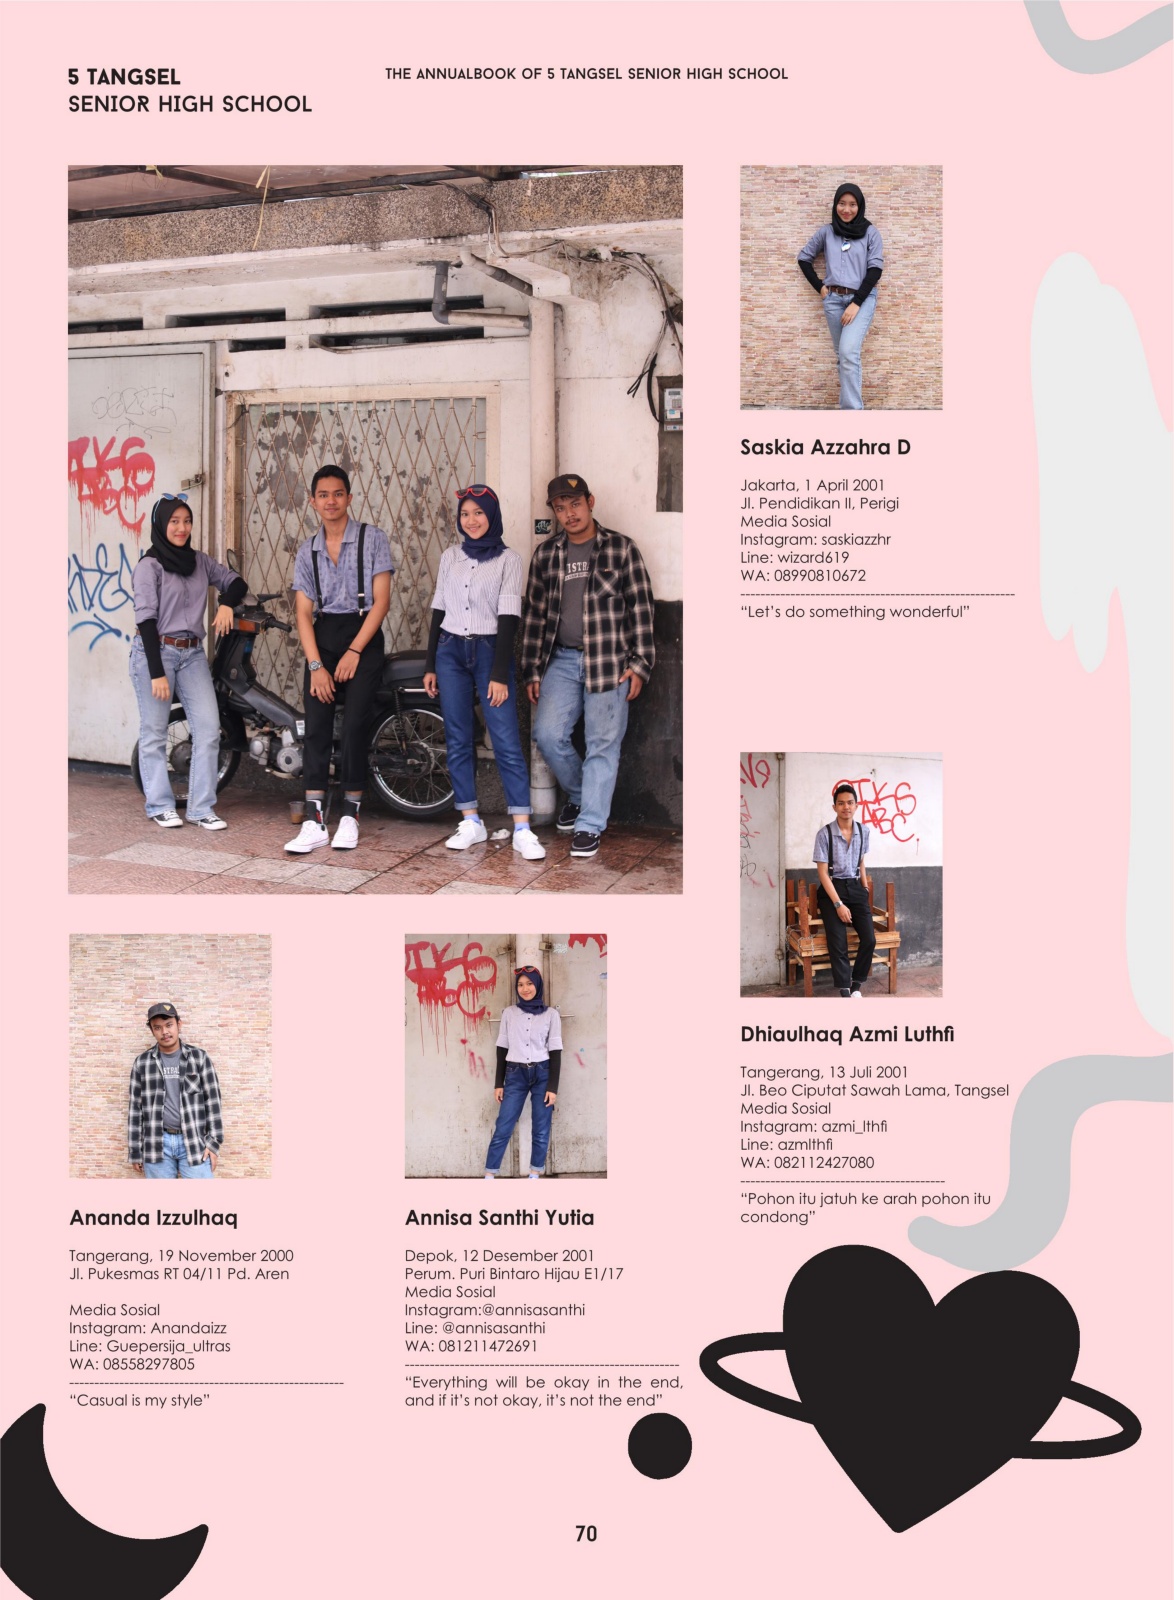 5 TANGSEL
SENIOR HIGH SCHOOL
THE ANNUALBOOK OF 5 TANGSEL SENIOR HIGH SCHOOL
Saskia Azzahra D
Jakarta, 1 April 2001
Jl. Pendidikan II, Perigi
Media Sosial
Instagram: saskiazzhr
Line: wizard619
WA: 08990810672
“Let’s do something wonderful”
Dhiaulhaq Azmi Luthfi
Tangerang, 13 Juli 2001
Jl. Beo Ciputat Sawah Lama, Tangsel
Media Sosial
Instagram: azmi_lthfi
Line: azmlthfi
WA: 082112427080
“Pohon itu jatuh ke arah pohon itu
condong”
Ananda Izzulhaq
Tangerang, 19 November 2000
Jl. Pukesmas RT 04/11 Pd. Aren
Media Sosial
Instagram: Anandaizz
Line: Guepersija_ultras
WA: 08558297805
“Casual is my style”
Annisa Santhi Yutia
Depok, 12 Desember 2001
Perum. Puri Bintaro Hijau E1/17
Media Sosial
Instagram:@annisasanthi
Line: @annisasanthi
WA: 081211472691
“Everything will be okay in the end,
and if it’s not okay, it’s not the end”
70